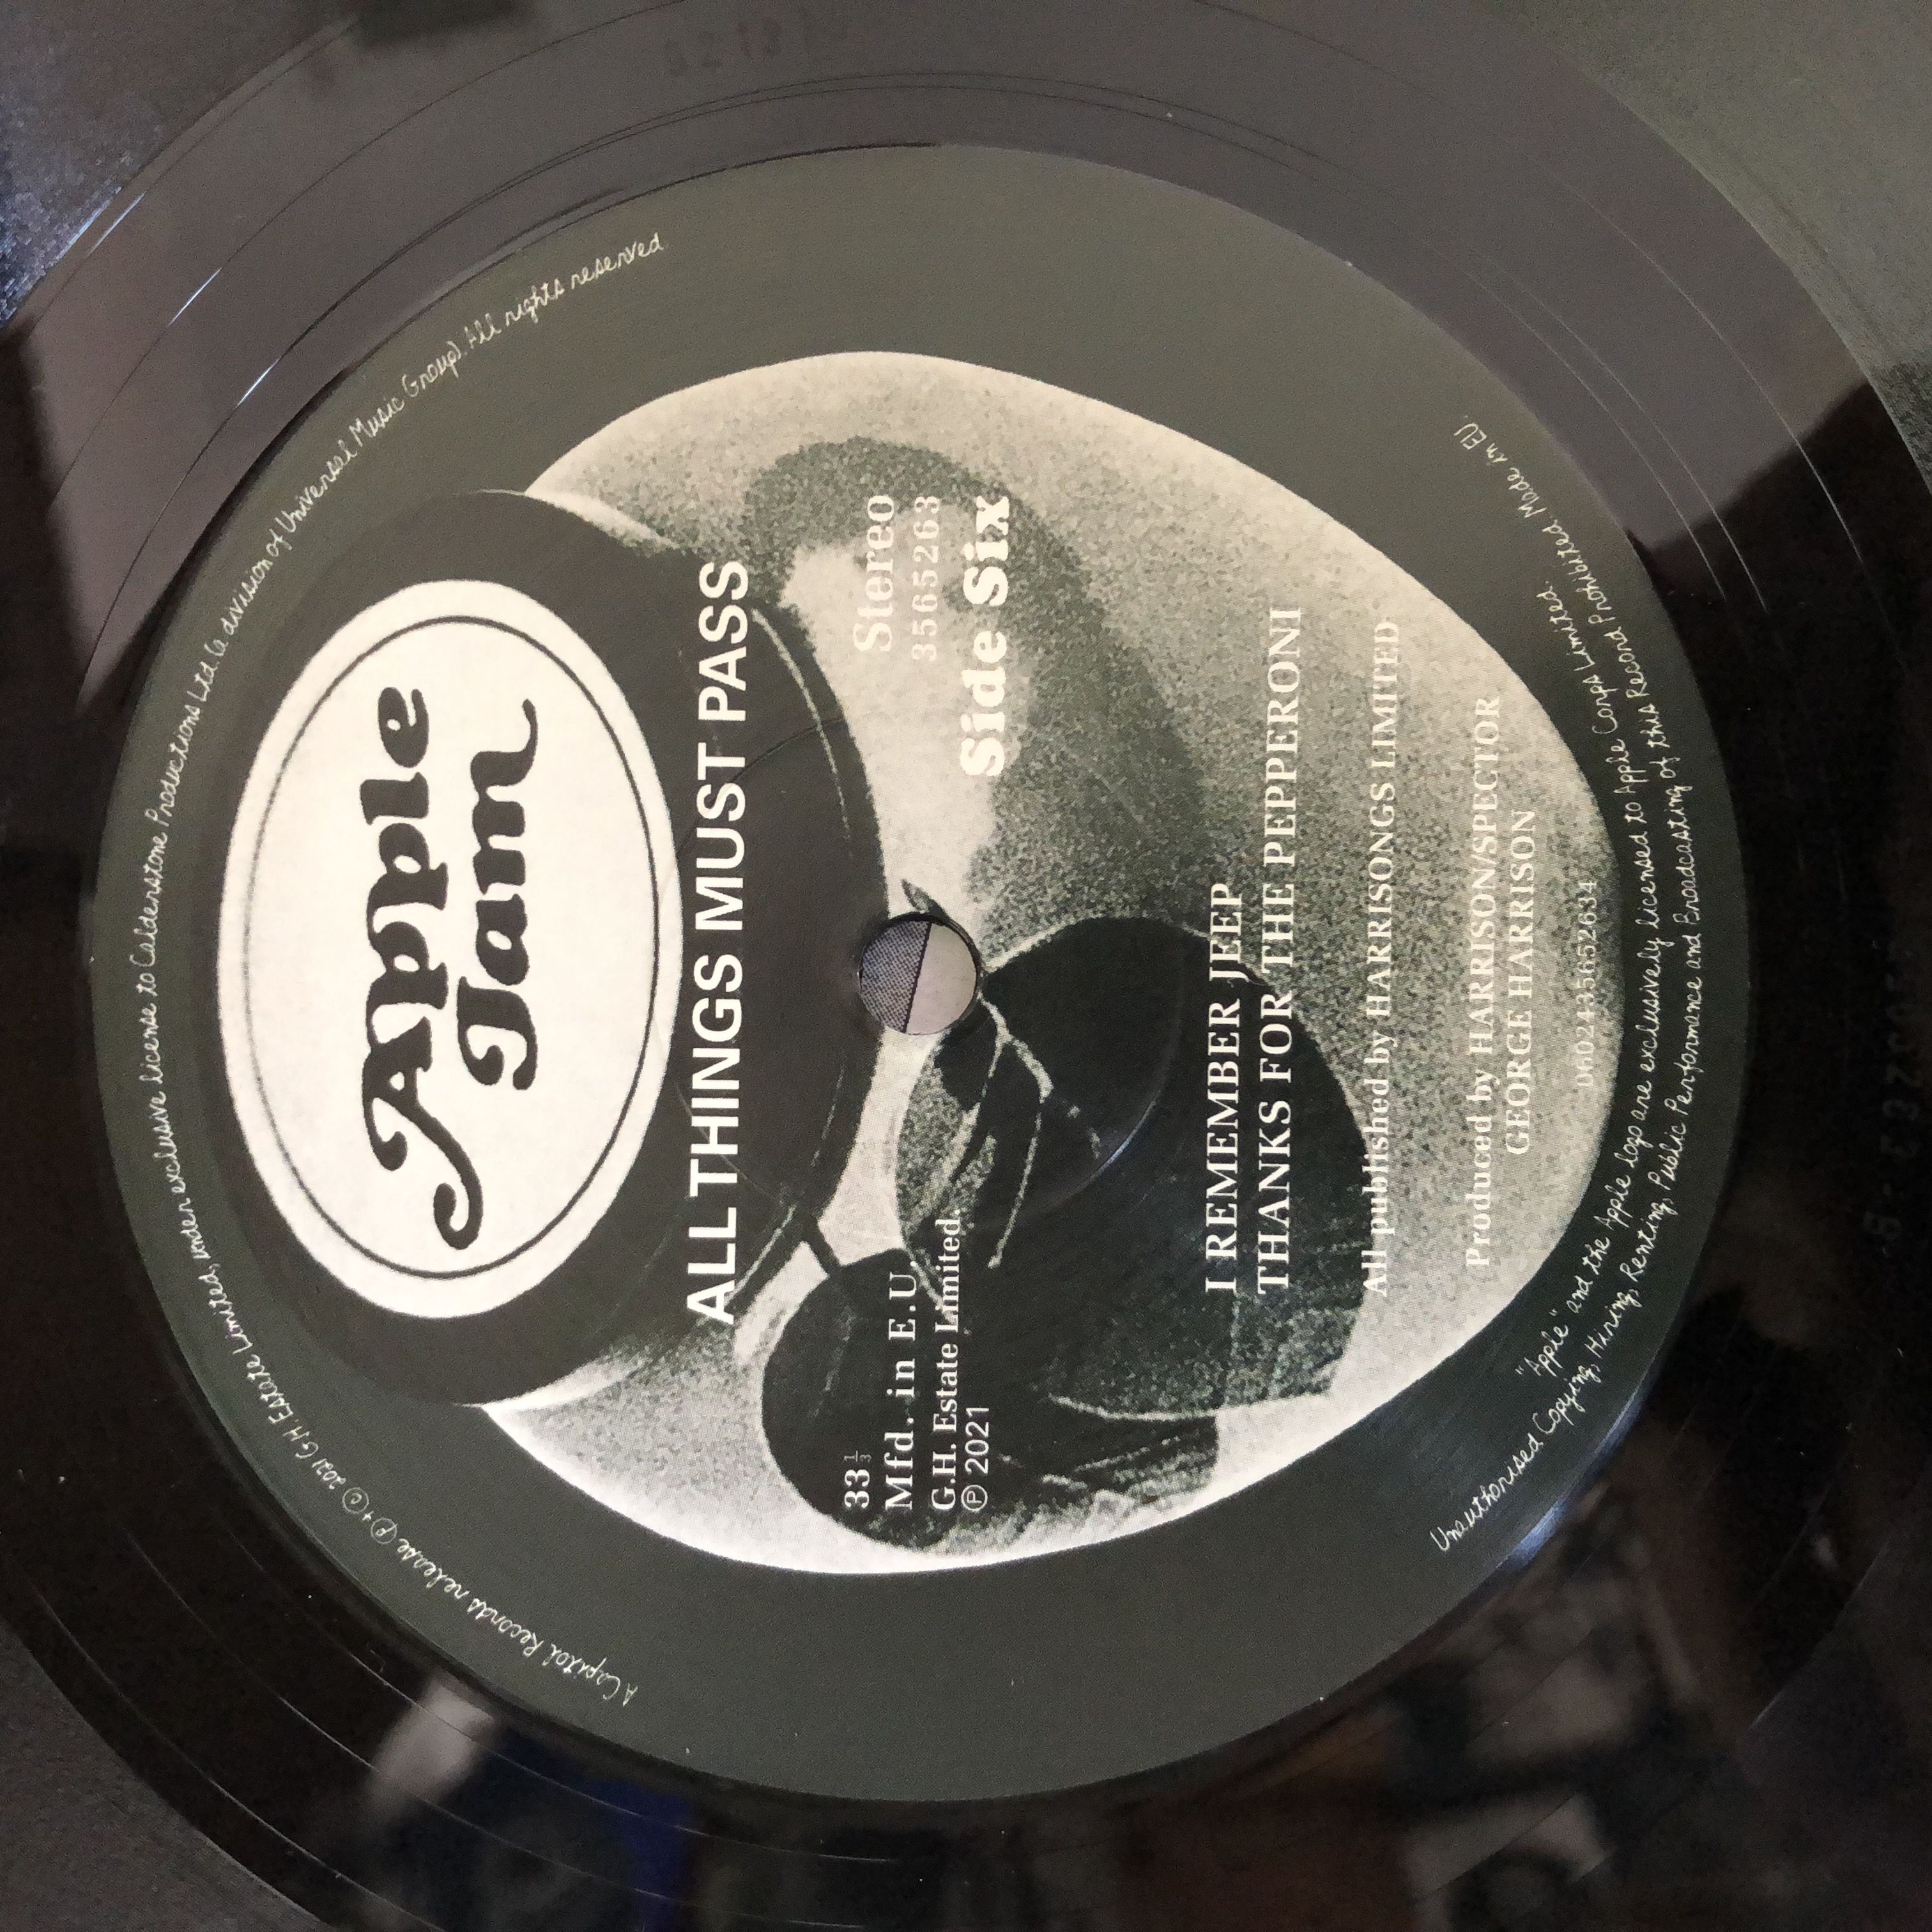 Apple
Jam
ALL THINGS MUST PASS
33 1/3
Mfd. in E.U.
G.H. Estate Limited.
℗ 2021
Stereo
3565263
Side Six
I REMEMBER JEEP
THANKS FOR THE PEPPERONI
All published by HARRISONGS LIMITED
Produced by HARRISON/SPECTOR
GEORGE HARRISON
0602435652634
A Capitol Records release ℗+© 2021 G.H. Estate Limited, under exclusive license to Calderstone Productions Ltd. (a division of Universal Music Group). All rights reserved
"Apple" and the Apple logo are exclusively licensed to Apple Corps Limited.
Unauthorised Copying, Hiring, Renting, Public Performance and Broadcasting of this Record Prohibited. Made in EU.